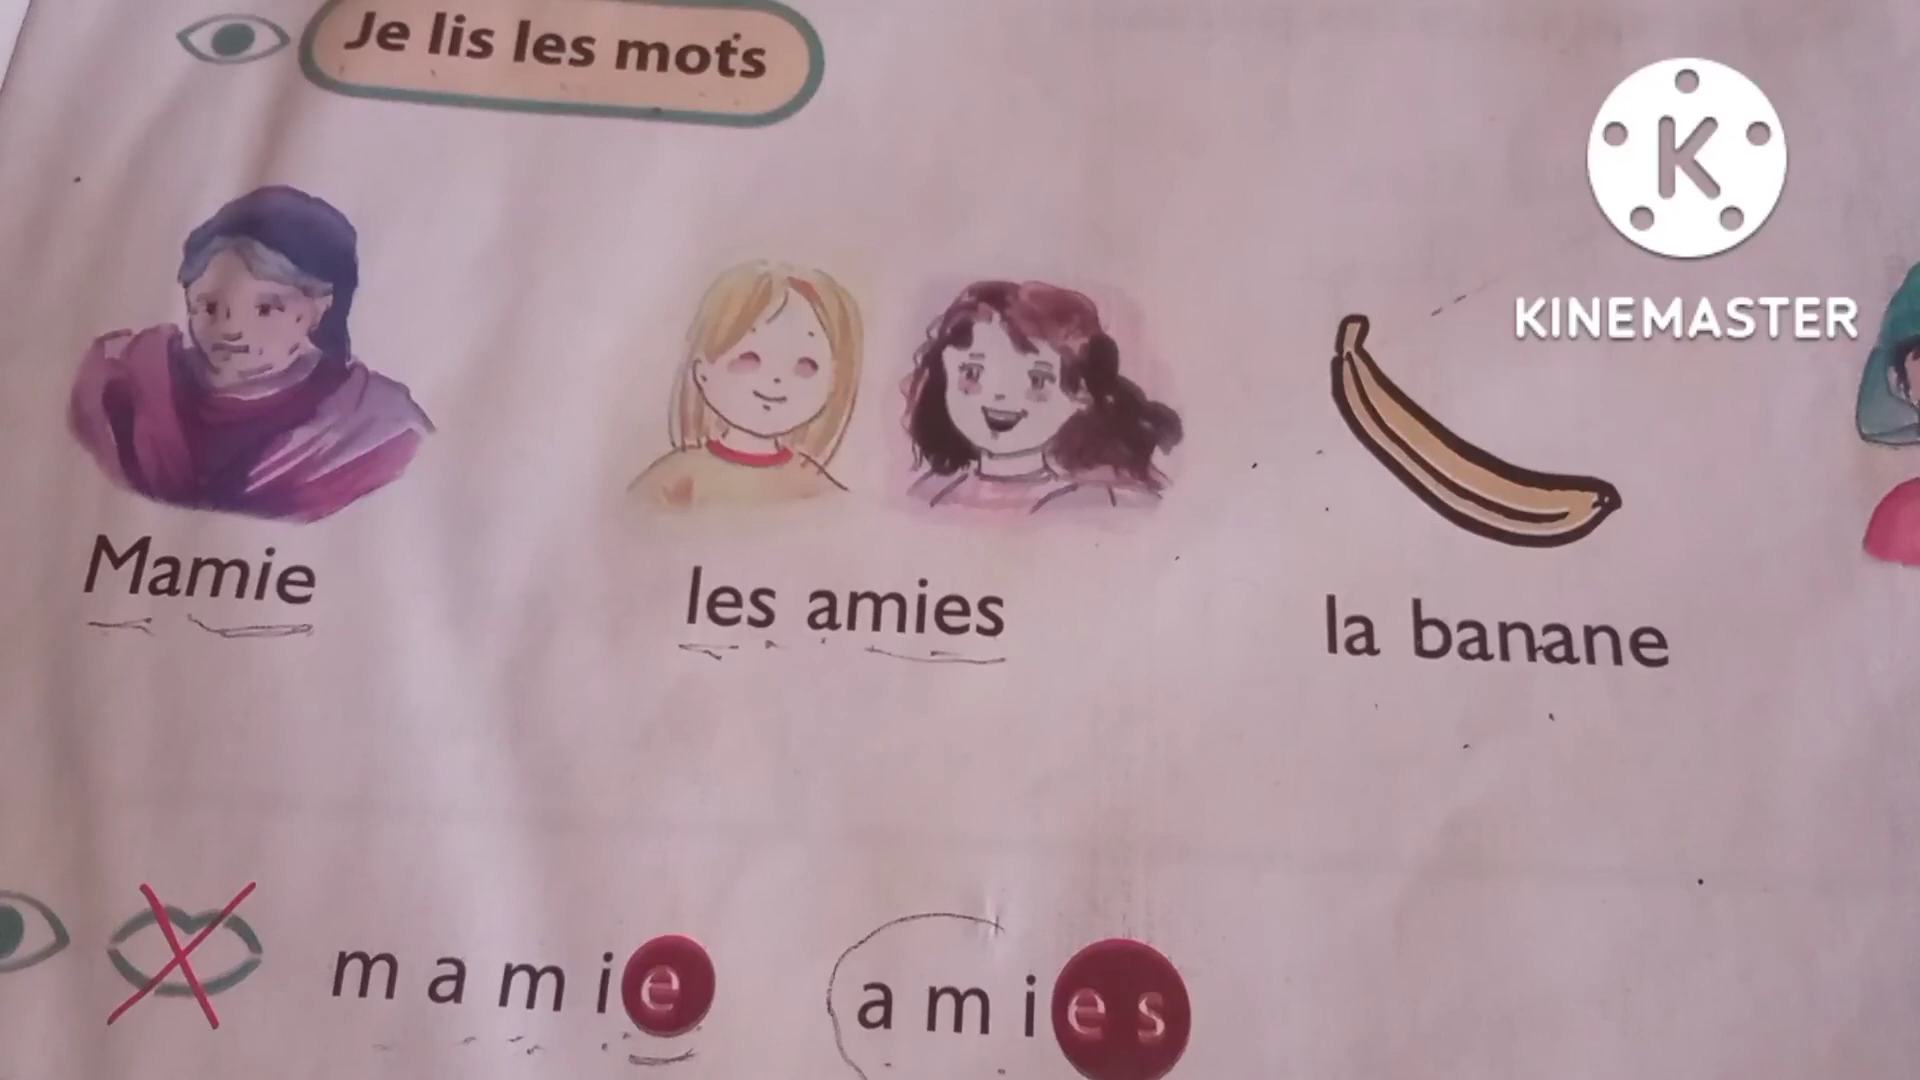 Je lis les mots
K
KINEMASTER
Mamie
les amies
la banane
m a m i e
a m i e s